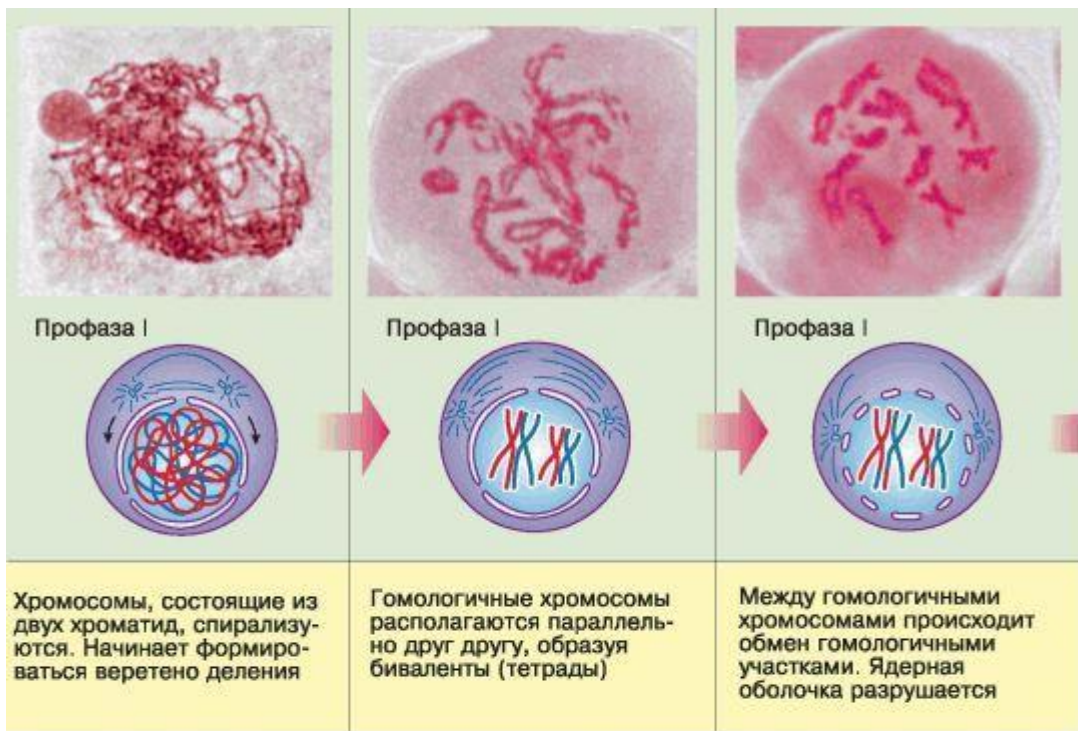 Профаза I
Хромосомы, состоящие из
двух хроматид, спирализу-
ются. Начинает формиро-
ваться веретено деления
Профаза I
Гомологичные хромосомы
располагаются параллель-
но друг другу, образуя
биваленты (тетрады)
Профаза I
Между гомологичными
хромосомами происходит
обмен гомологичными
участками. Ядерная
оболочка разрушается